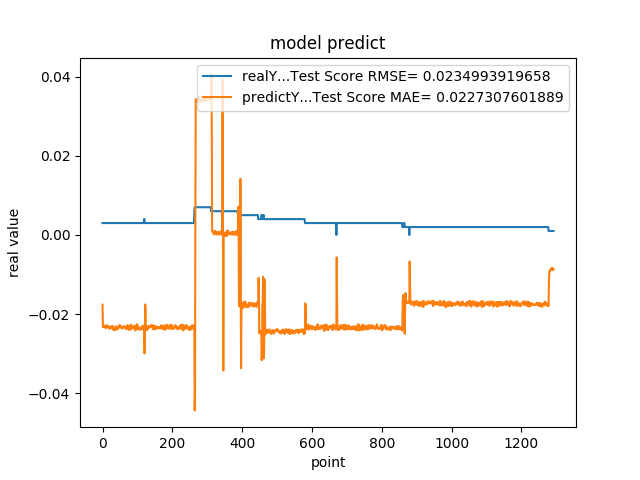 model predict
realY...Test Score RMSE= 0.0234993919658
predictY...Test Score MAE= 0.0227307601889
0.04
0.02
0.00
−0.02
−0.04
real value
0 200 400 600 800 1000 1200
point